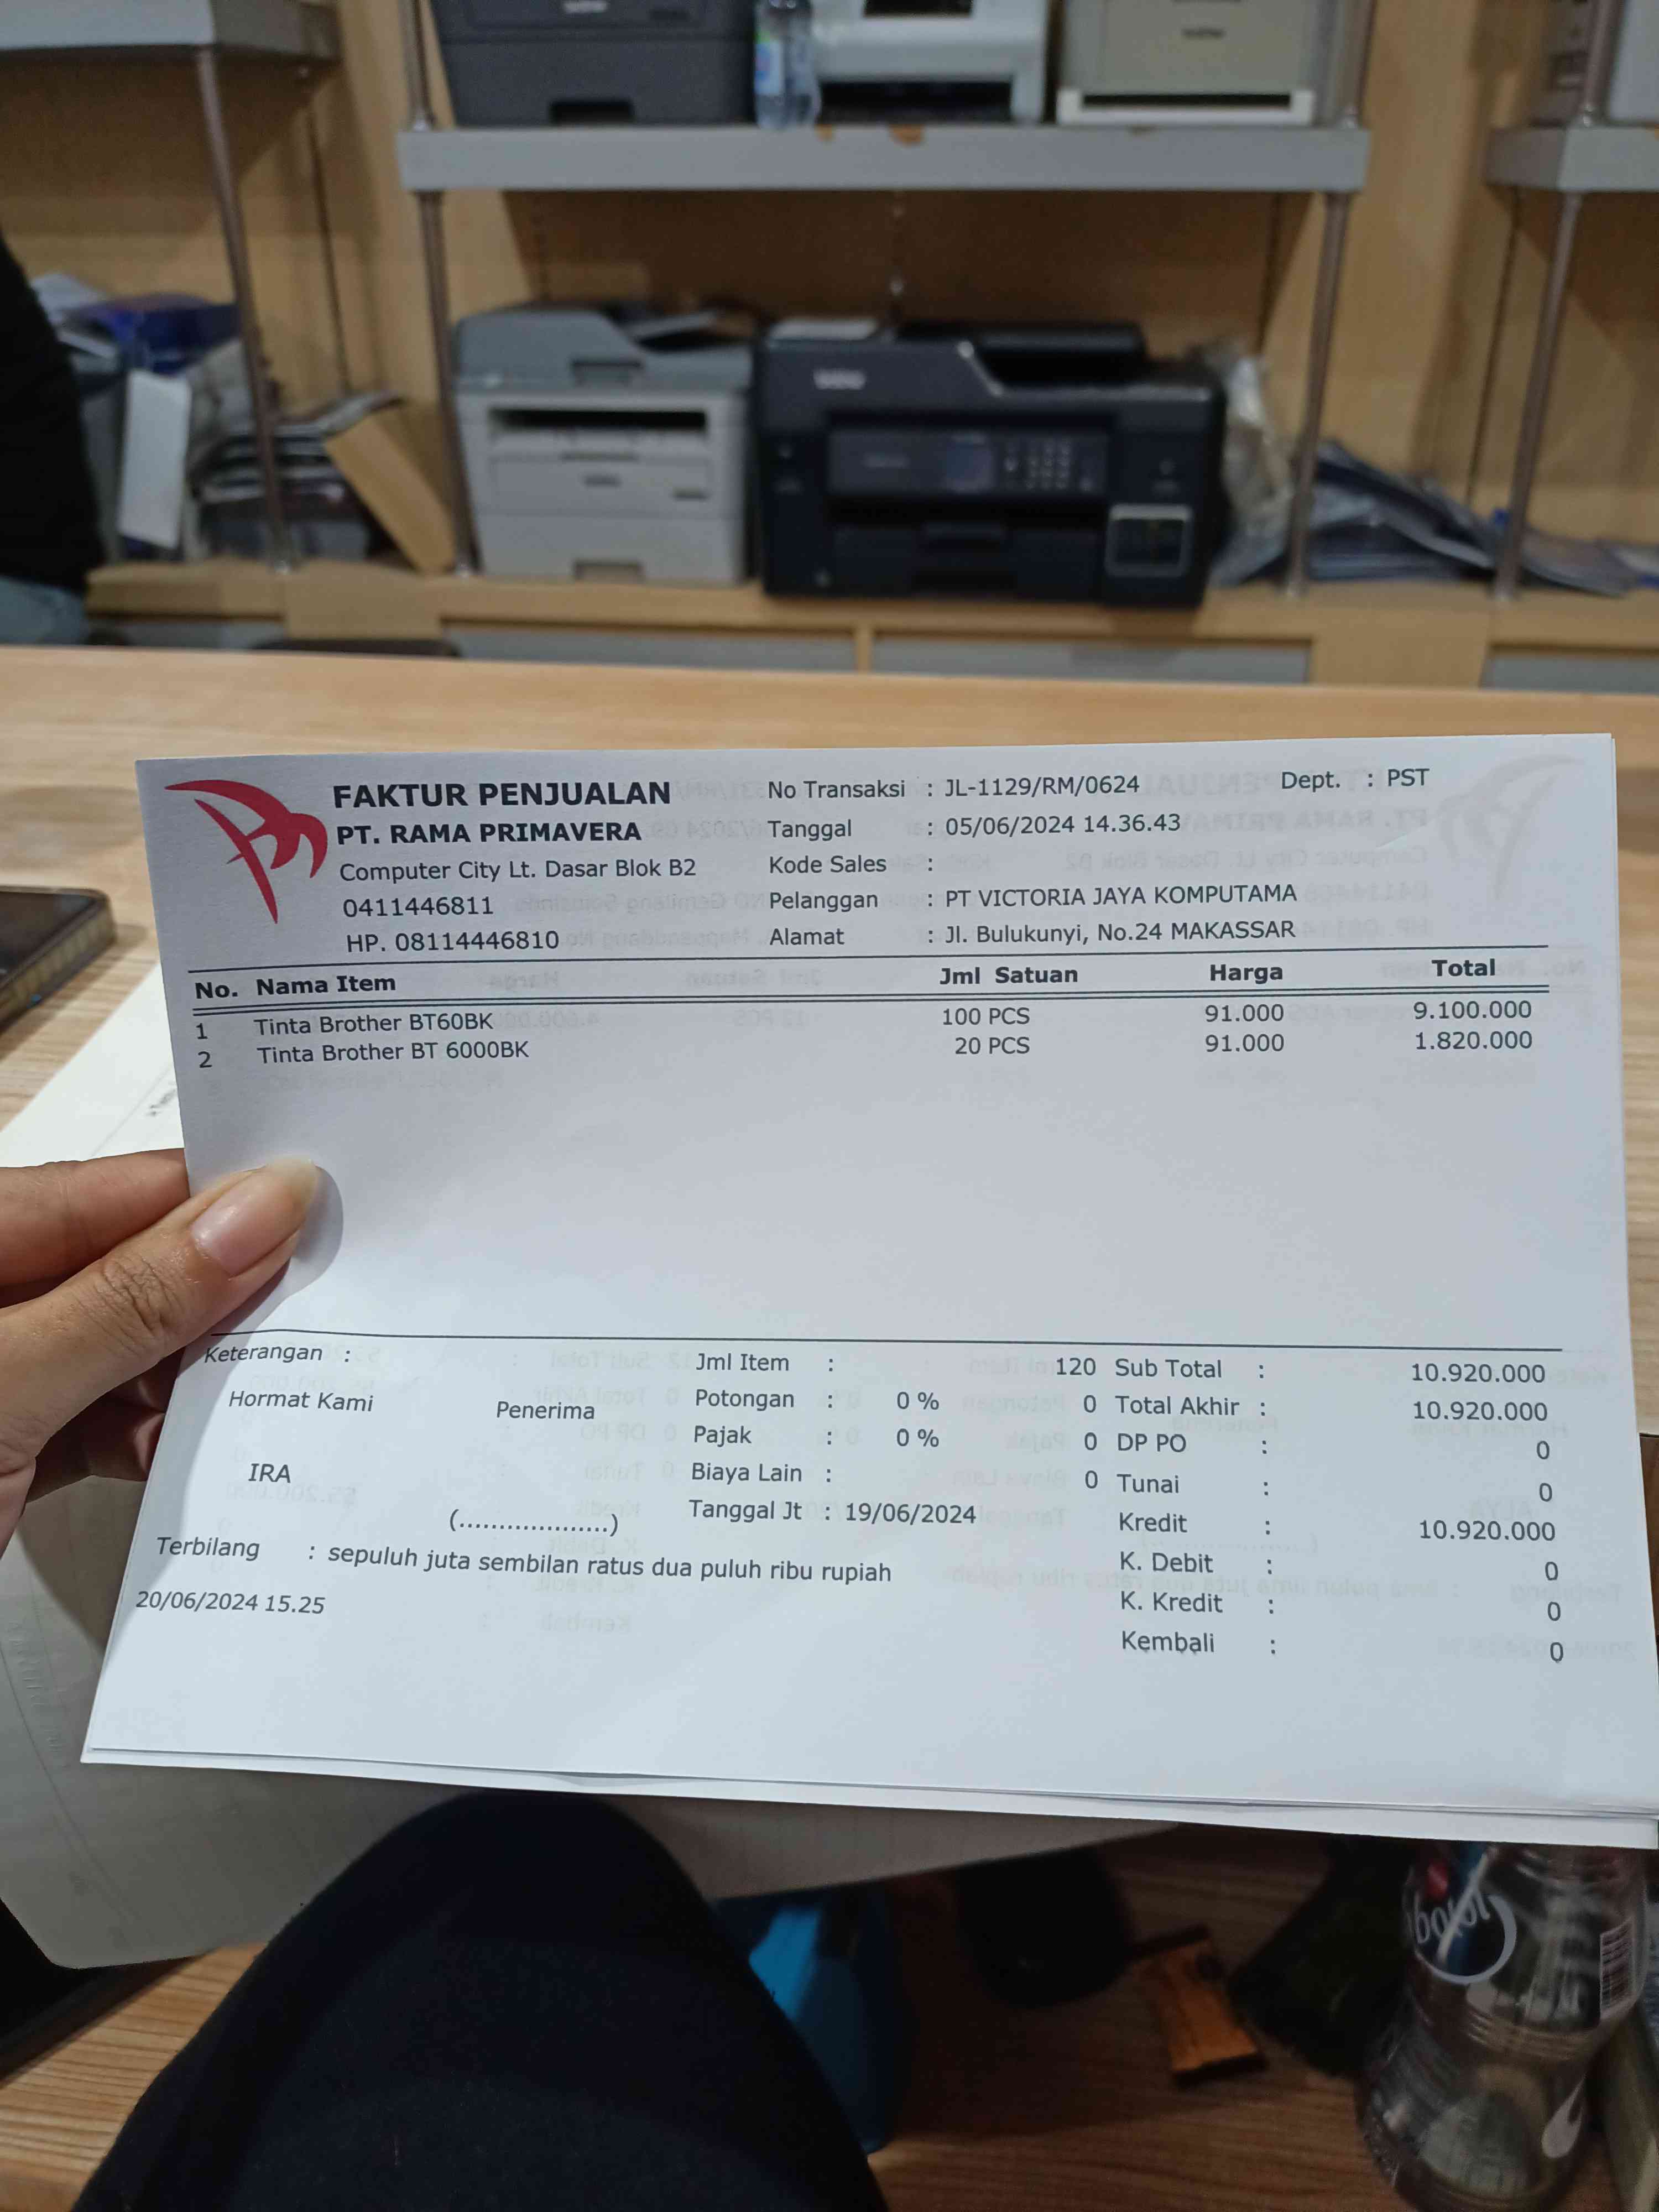 FAKTUR PENJUALAN
PT. RAMA PRIMAVERA
Computer City Lt. Dasar Blok B2
0411446811
HP. 08114446810
No Transaksi : JL-1129/RM/0624
Dept. : PST
Tanggal : 05/06/2024 14.36.43
Kode Sales :
Pelanggan : PT VICTORIA JAYA KOMPUTAMA
Alamat : Jl. Bulukunyi, No.24 MAKASSAR
No. Nama Item Jml Satuan Harga Total
1 Tinta Brother BT60BK 100 PCS 91.000 9.100.000
2 Tinta Brother BT 6000BK 20 PCS 91.000 1.820.000
Keterangan :
Hormat Kami
Penerima
IRA
(....................)
Jml Item : 120
Potongan : 0 % 0
Pajak : 0 % 0
Biaya Lain : 0
Tanggal Jt : 19/06/2024
Sub Total : 10.920.000
Total Akhir : 10.920.000
DP PO : 0
Tunai : 0
Kredit : 10.920.000
K. Debit : 0
K. Kredit : 0
Kembali : 0
Terbilang : sepuluh juta sembilan ratus dua puluh ribu rupiah
20/06/2024 15.25
brother